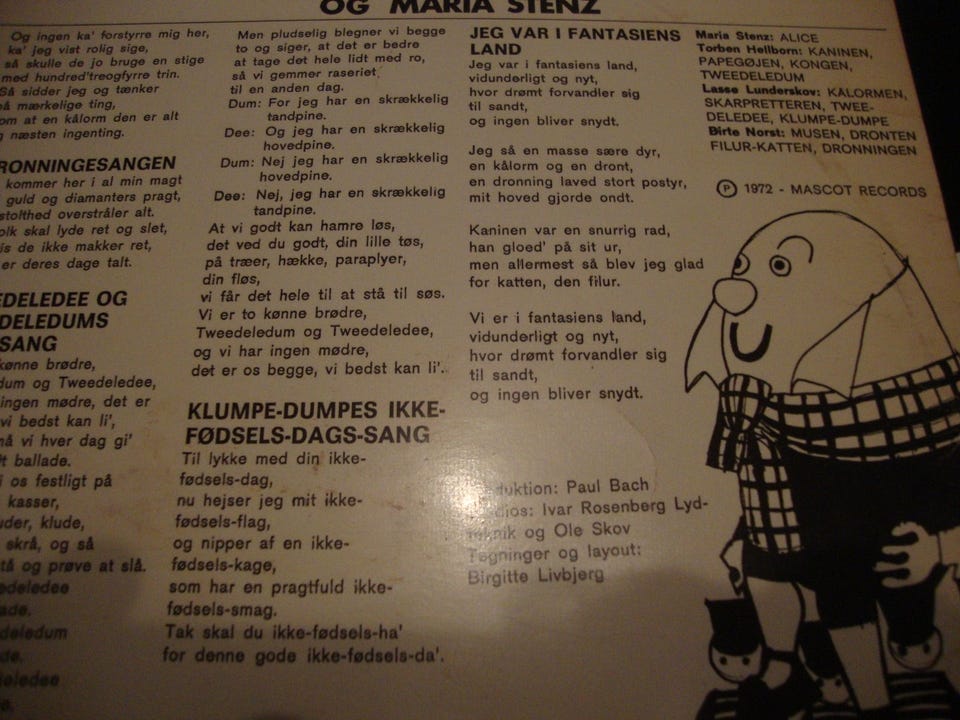 OG MARIA STENZ
Og ingen ka' forstyrre mig her,
ka' jeg vist rolig sige,
så skulle de jo bruge en stige
med hundred'treogfyrre trin.
Så sidder jeg og tænker
på mærkelige ting,
om at en kålorm den er alt
og næsten ingenting.
RONNINGESANGEN
kommer her i al min magt
guld og diamanters pragt,
stolthed overstråler alt.
olk skal lyde ret og slet,
is de ikke makker ret,
er deres dage talt.
EDELEDEE OG
DELEDUMS
SANG
kønne brødre,
dum og Tweedeledee,
ingen mødre, det er
vi bedst kan li',
må vi hver dag gi'
t ballade.
i os festligt på
kasser,
uder, klude,
skrå, og så
tå og prøve at slå.
edeledee
ade.
deledum
de.
eledee
Men pludselig blegner vi begge
to og siger, at det er bedre
at tage det hele lidt med ro,
så vi gemmer raseriet
til en anden dag.
Dum: For jeg har en skrækkelig
tandpine.
Dee: Og jeg har en skrækkelig
hovedpine.
Dum: Nej jeg har en skrækkelig
hovedpine.
Dee: Nej, jeg har en skrækkelig
tandpine.
At vi godt kan hamre løs,
det ved du godt, din lille tøs,
på træer, hække, paraplyer,
din fløs,
vi får det hele til at stå til søs.
Vi er to kønne brødre,
Tweedeledum og Tweedeledee,
og vi har ingen mødre,
det er os begge, vi bedst kan li'.
KLUMPE-DUMPES IKKE-
FØDSELS-DAGS-SANG
Til lykke med din ikke-
fødsels-dag,
nu hejser jeg mit ikke-
fødsels-flag,
og nipper af en ikke-
fødsels-kage,
som har en pragtfuld ikke-
fødsels-smag.
Tak skal du ikke-fødsels-ha'
for denne gode ikke-fødsels-da'.
JEG VAR I FANTASIENS
LAND
Jeg var i fantasiens land,
vidunderligt og nyt,
hvor drømt forvandler sig
til sandt,
og ingen bliver snydt.
Jeg så en masse sære dyr,
en kålorm og en dront,
en dronning laved stort postyr,
mit hoved gjorde ondt.
Kaninen var en snurrig rad,
han gloed' på sit ur,
men allermest så blev jeg glad
for katten, den filur.
Vi er i fantasiens land,
vidunderligt og nyt,
hvor drømt forvandler sig
til sandt,
og ingen bliver snydt.
duktion: Paul Bach
dios: Ivar Rosenberg Lyd-
teknik og Ole Skov
Tegninger og layout:
Birgitte Livbjerg
Maria Stenz: ALICE
Torben Hellborn: KANINEN,
PAPEGØJEN, KONGEN,
TWEEDELEDUM
Lasse Lunderskov: KÅLORMEN,
SKARPRETTEREN, TWEE-
DELEDEE, KLUMPE-DUMPE
Birte Norst: MUSEN, DRONTEN
FILUR-KATTEN, DRONNINGEN
Ⓟ 1972 - MASCOT RECORDS